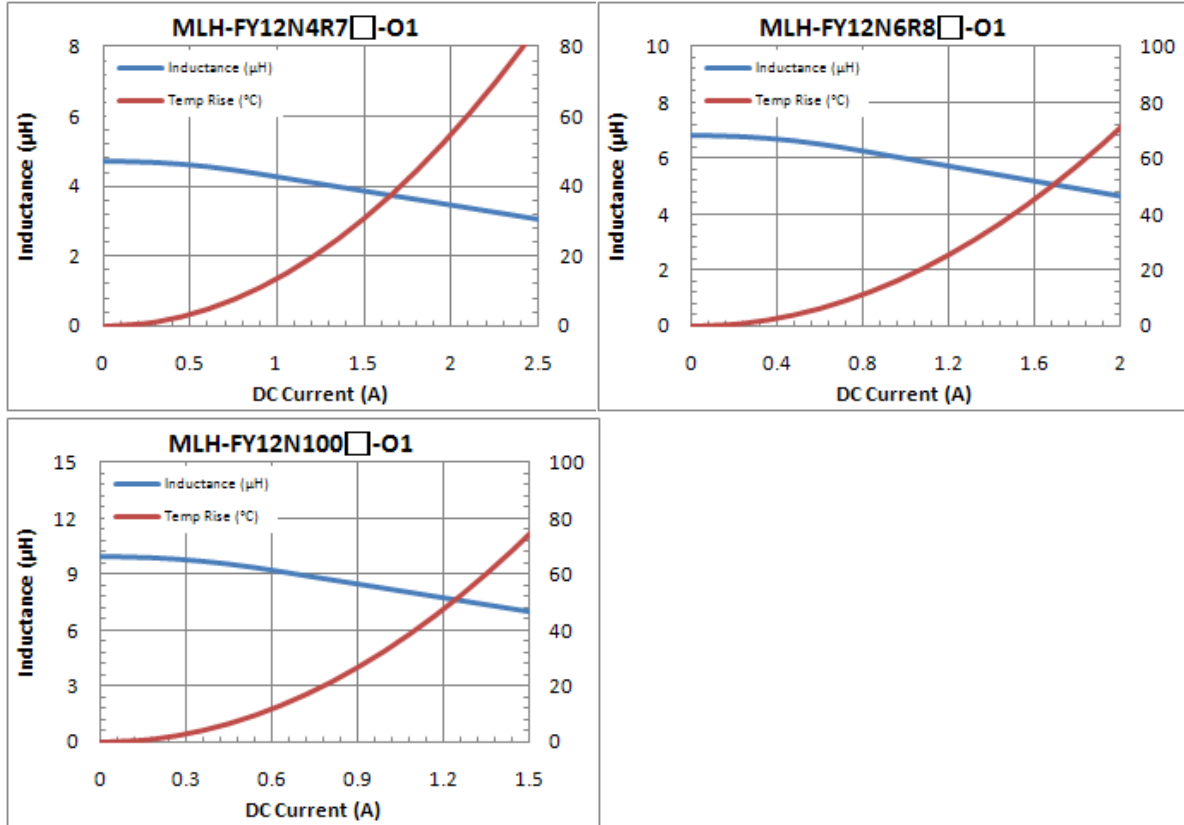 MLH-FY12N4R7□-O1
Inductance (µH)
Temp Rise (°C)
Inductance (µH)
8
6
4
2
0
80
60
40
20
0
0 0.5 1 1.5 2 2.5
DC Current (A)
MLH-FY12N6R8□-O1
Inductance (µH)
Temp Rise (°C)
Inductance (µH)
10
8
6
4
2
0
100
80
60
40
20
0
0 0.4 0.8 1.2 1.6 2
DC Current (A)
MLH-FY12N100□-O1
Inductance (µH)
Temp Rise (°C)
Inductance (µH)
15
12
9
6
3
0
100
80
60
40
20
0
0 0.3 0.6 0.9 1.2 1.5
DC Current (A)